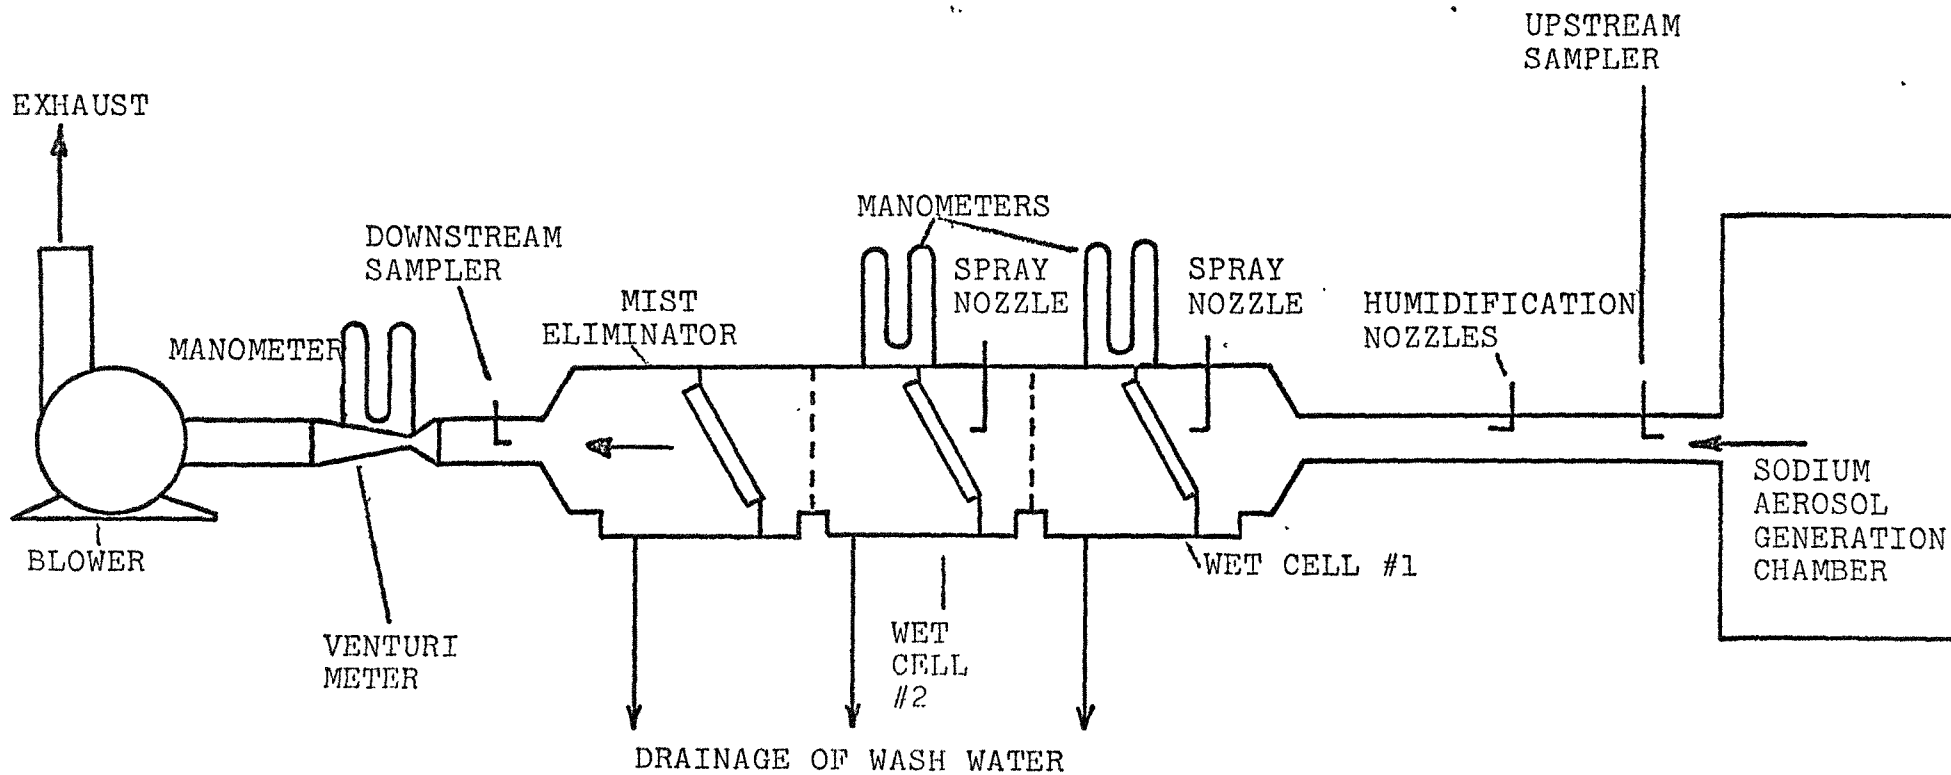 UPSTREAM
SAMPLER
EXHAUST
MANOMETERS
DOWNSTREAM
SAMPLER
SPRAY
NOZZLE
SPRAY
NOZZLE
MIST
ELIMINATOR
HUMIDIFICATION
NOZZLES
MANOMETER
SODIUM
AEROSOL
GENERATION
CHAMBER
BLOWER
WET CELL #1
VENTURI
METER
WET
CELL
#2
DRAINAGE OF WASH WATER